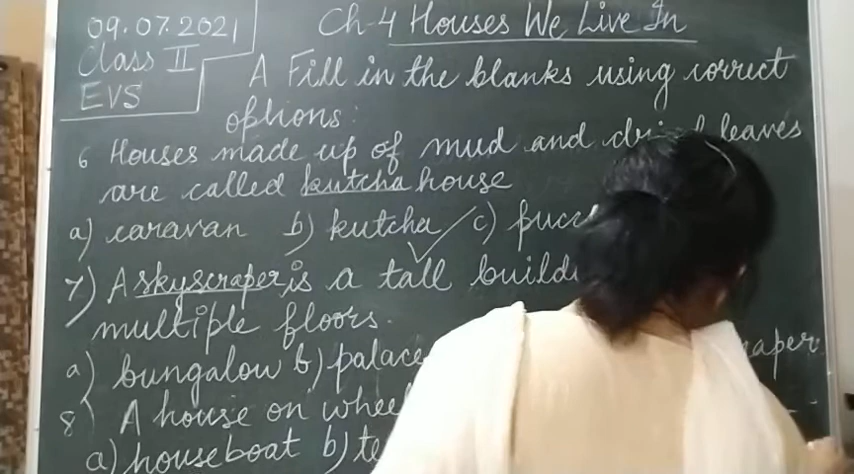 09.07.2021
Class II
EVS
Ch-4 Houses We Live In
A Fill in the blanks using correct
options:
6 Houses made up of mud and leaves
are called kutcha house
a) caravan b) kutcha ✓ c)
7) A skyscraper is a tall
multiple floors.
a) bungalow b) palace
8) A house on
a) houseboat b)